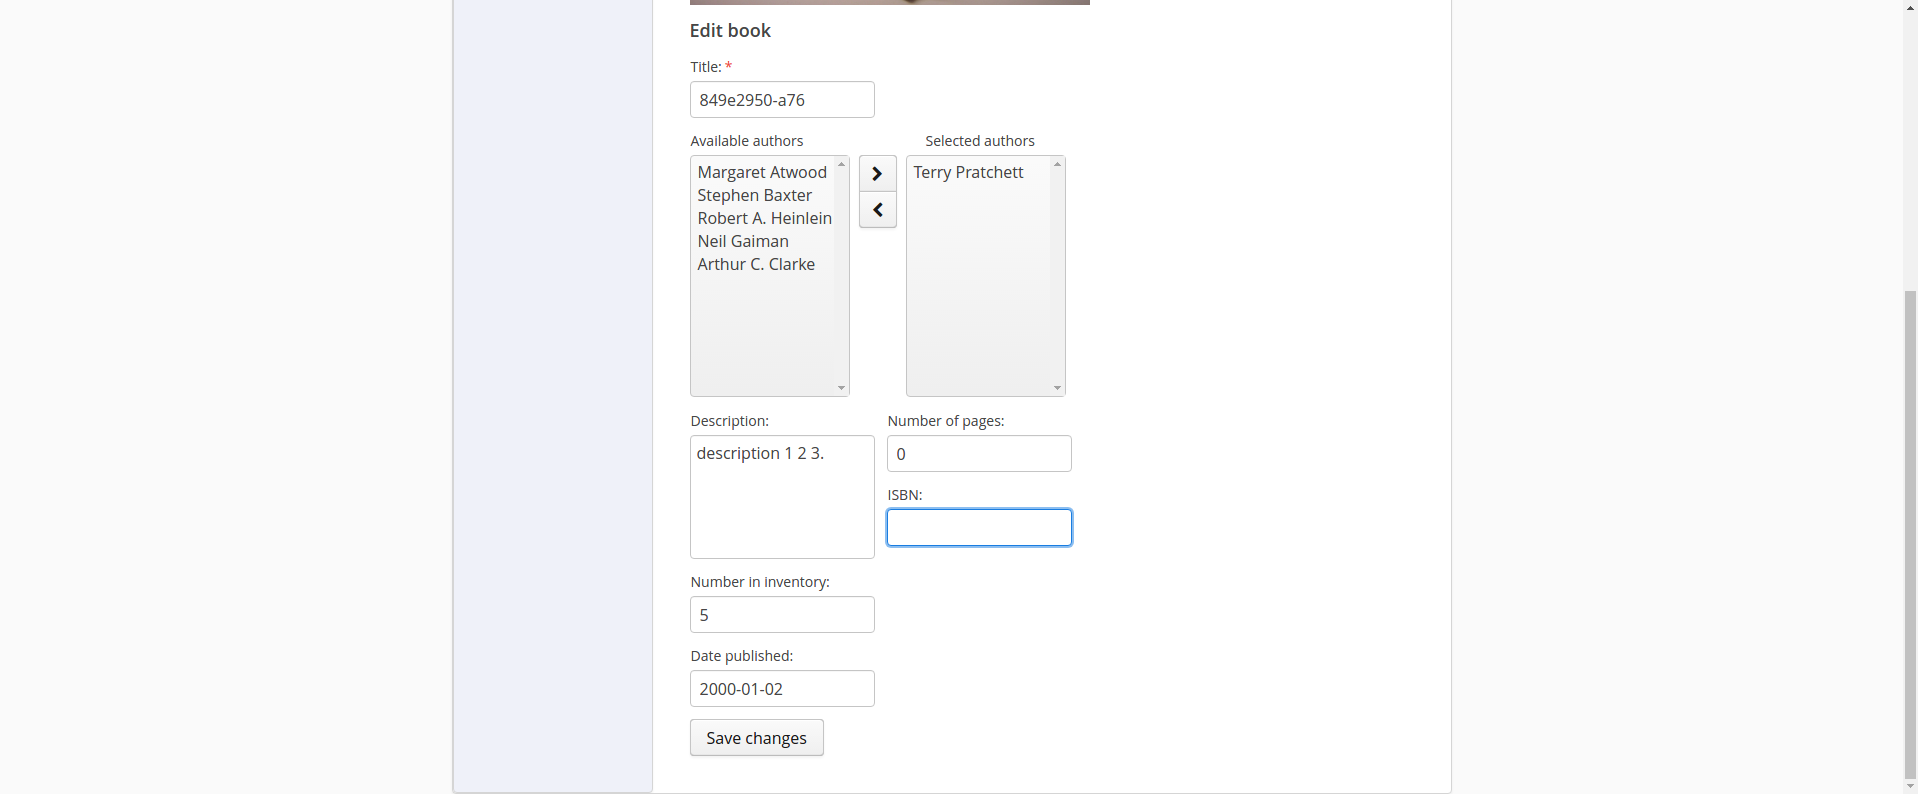 Edit book
Title: *
849e2950-a76
Available authors
Selected authors
Margaret Atwood
Stephen Baxter
Robert A. Heinlein
Neil Gaiman
Arthur C. Clarke
Terry Pratchett
Description:
Number of pages:
description 1 2 3.
0
ISBN:
Number in inventory:
5
Date published:
2000-01-02
Save changes